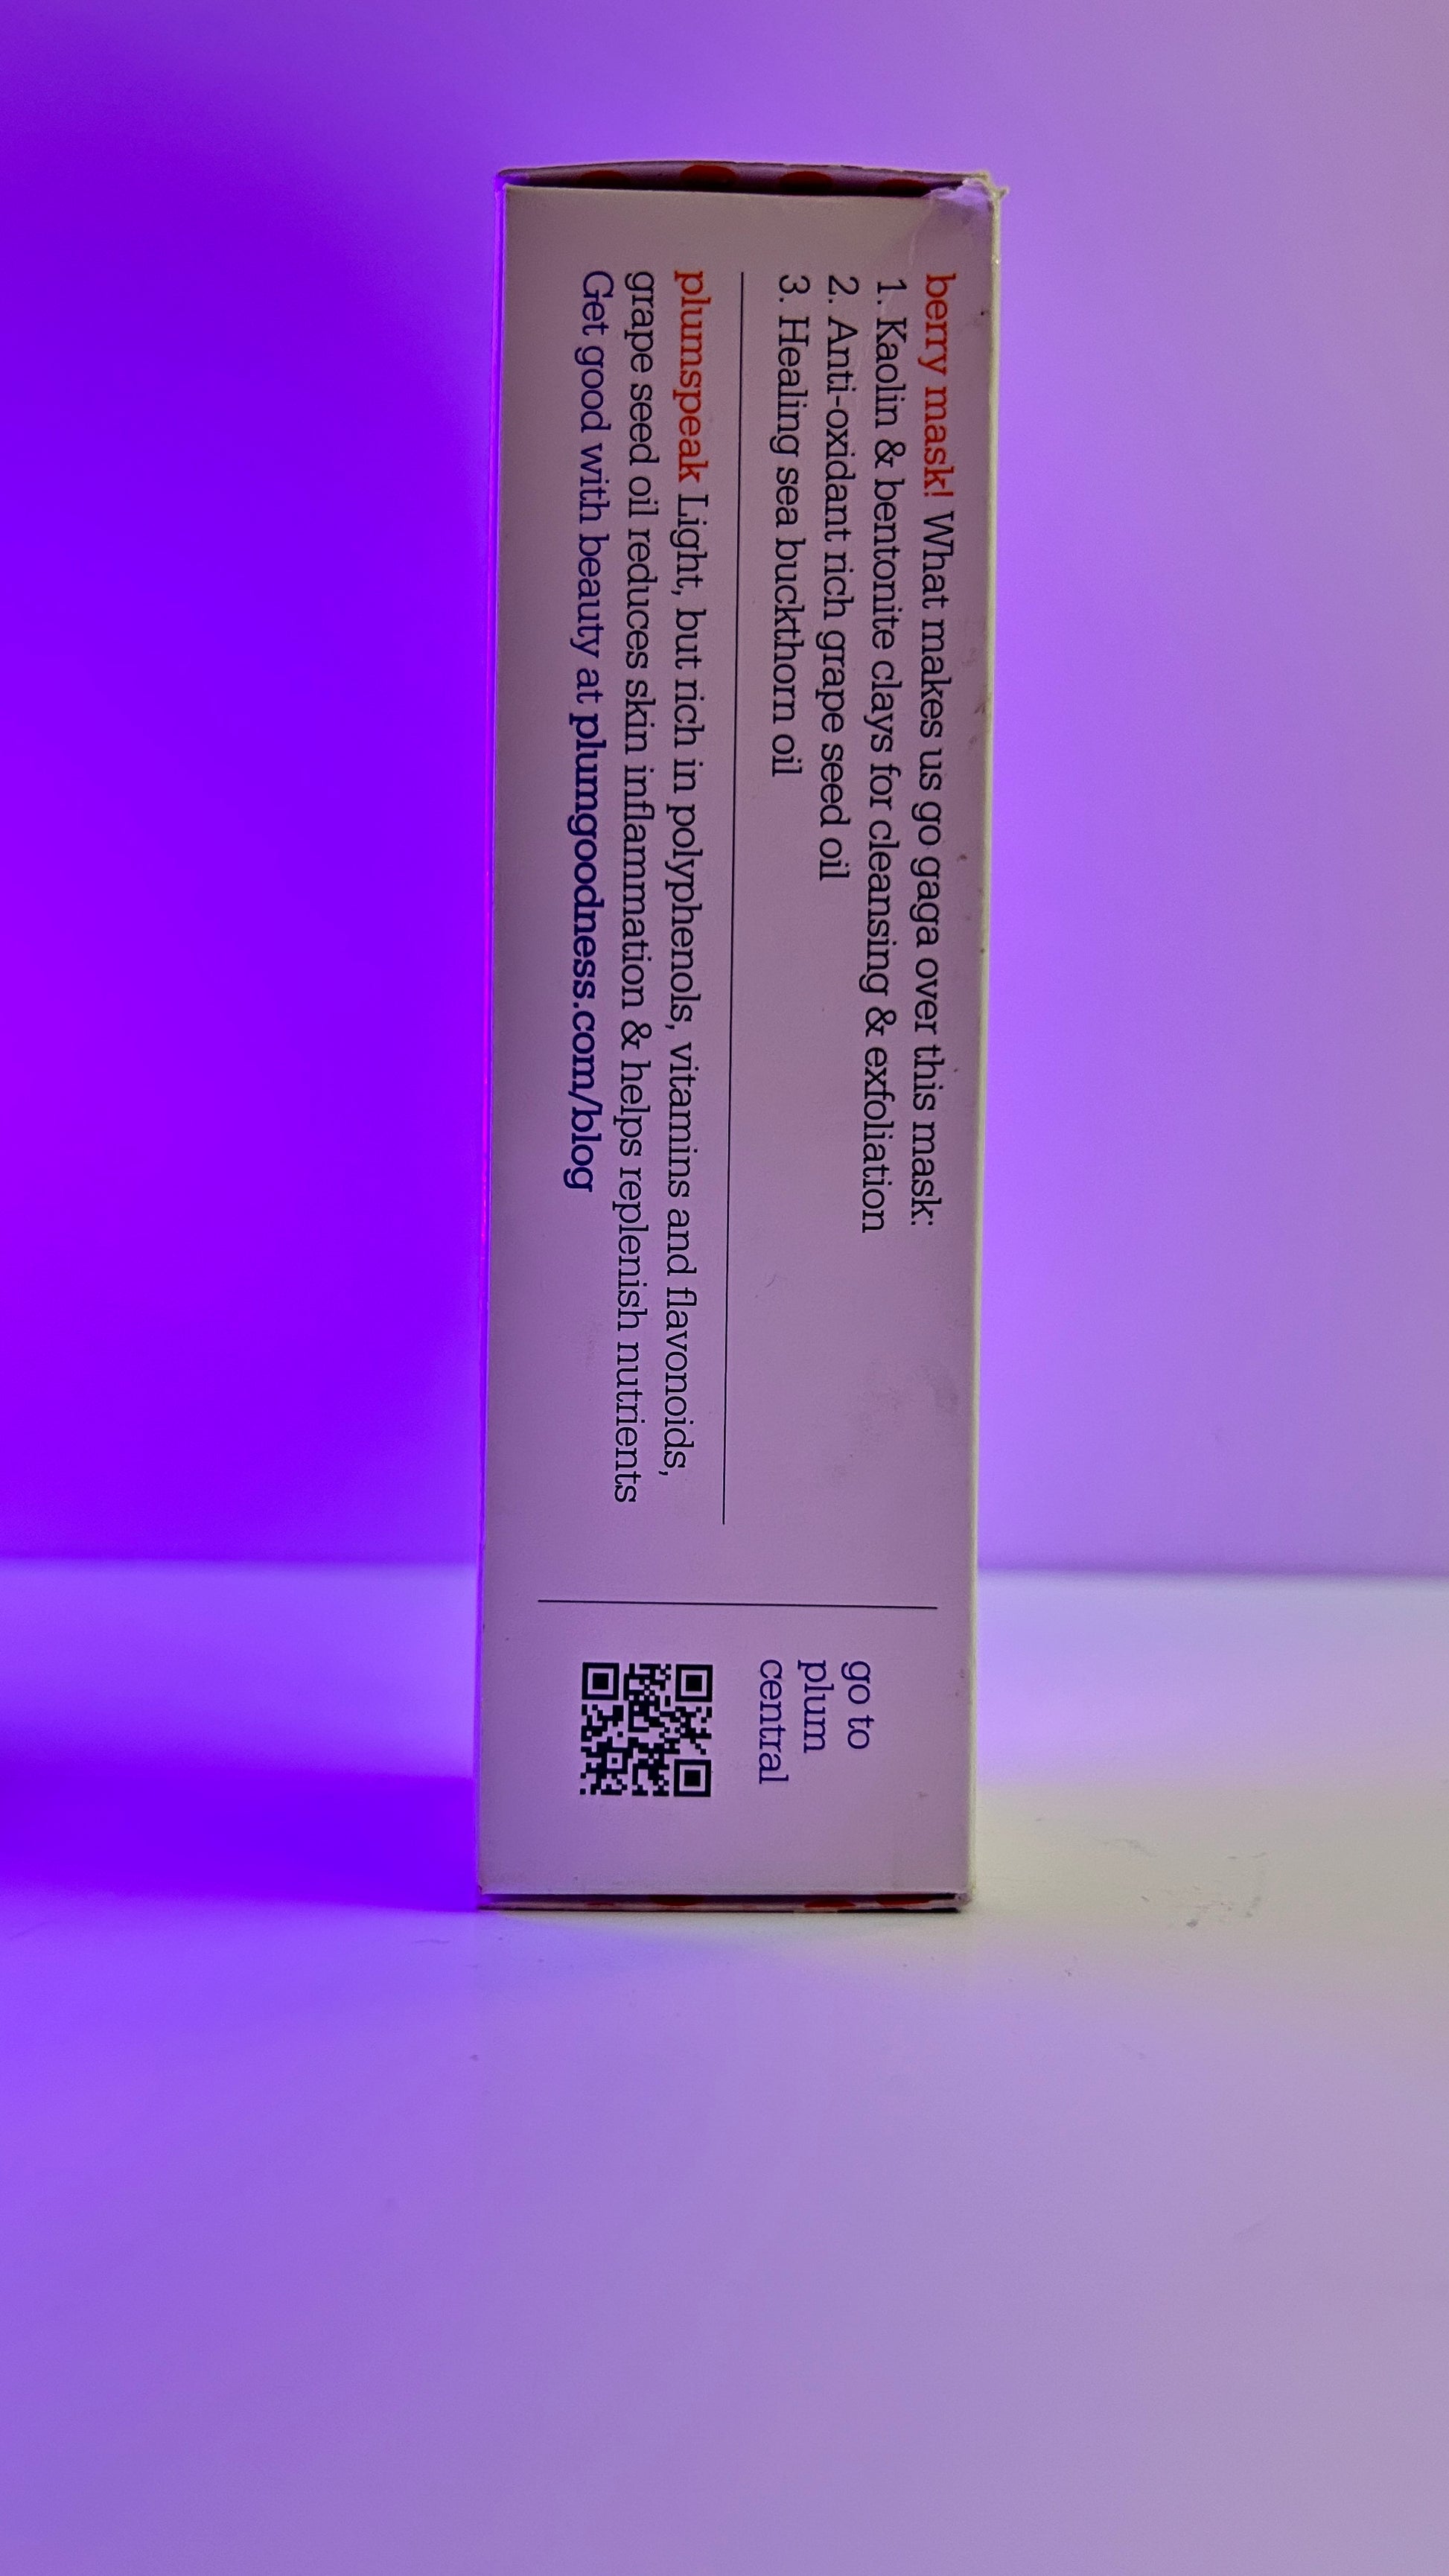 berry mask! What makes us go gaga over this mask:
1. Kaolin & bentonite clays for cleansing & exfoliation
2. Anti-oxidant rich grape seed oil
3. Healing sea buckthorn oil
plumspeak Light, but rich in polyphenols, vitamins and flavonoids,
grape seed oil reduces skin inflammation & helps replenish nutrients
Get good with beauty at plumgoodness.com/blog
go to
plum
central